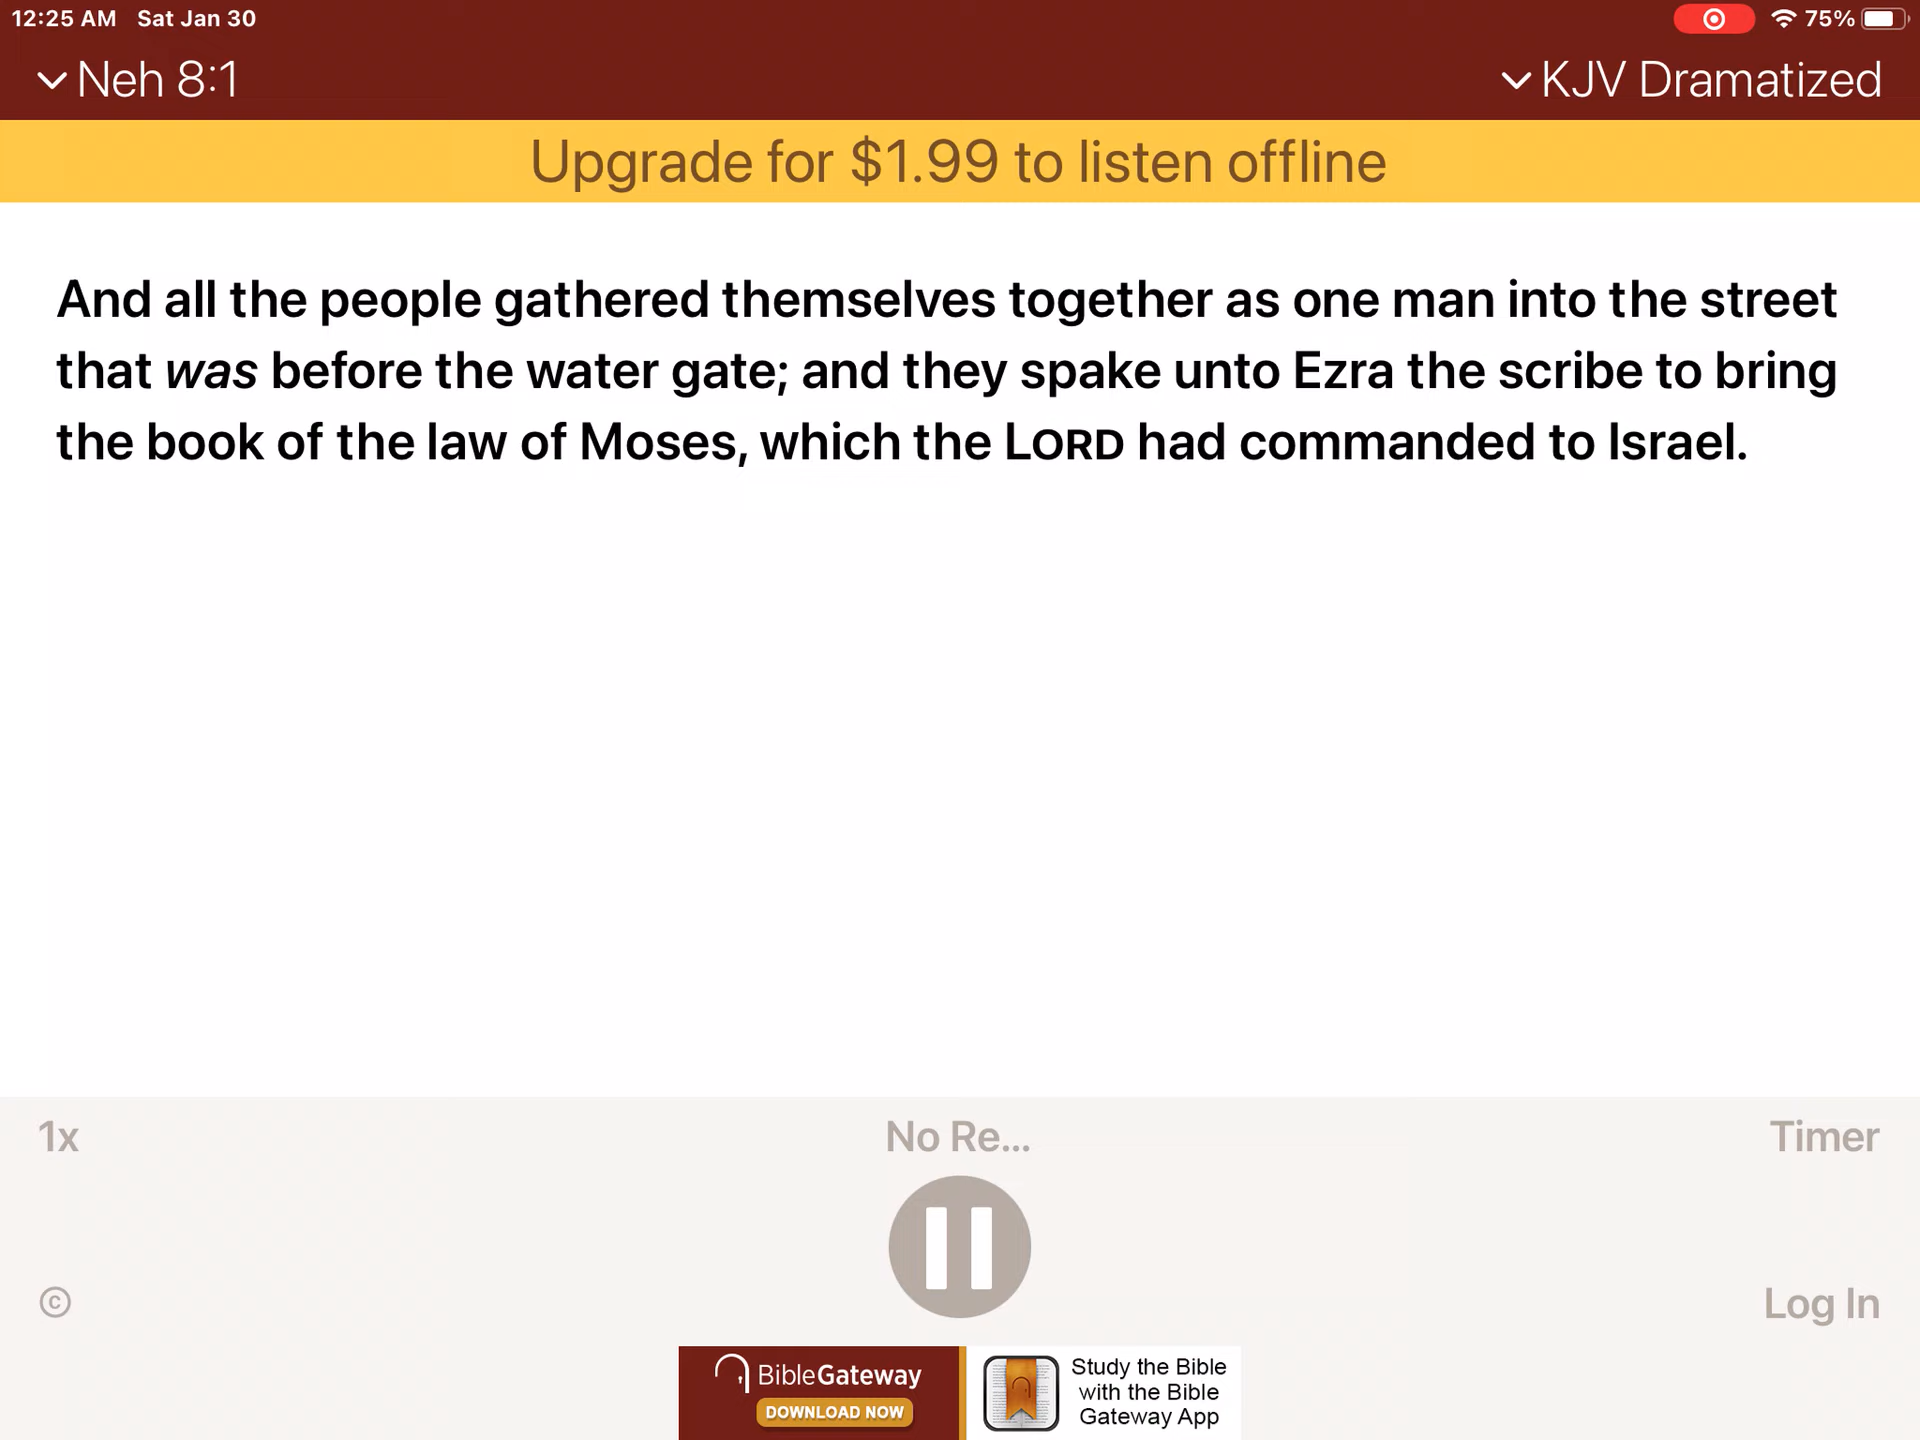 12:25 AM Sat Jan 30
75%
Neh 8:1
KJV Dramatized
Upgrade for $1.99 to listen offline
And all the people gathered themselves together as one man into the street
that was before the water gate; and they spake unto Ezra the scribe to bring
the book of the law of Moses, which the LORD had commanded to Israel.
1x
No Re...
Timer
©
Log In
BibleGateway
DOWNLOAD NOW
Study the Bible
with the Bible
Gateway App